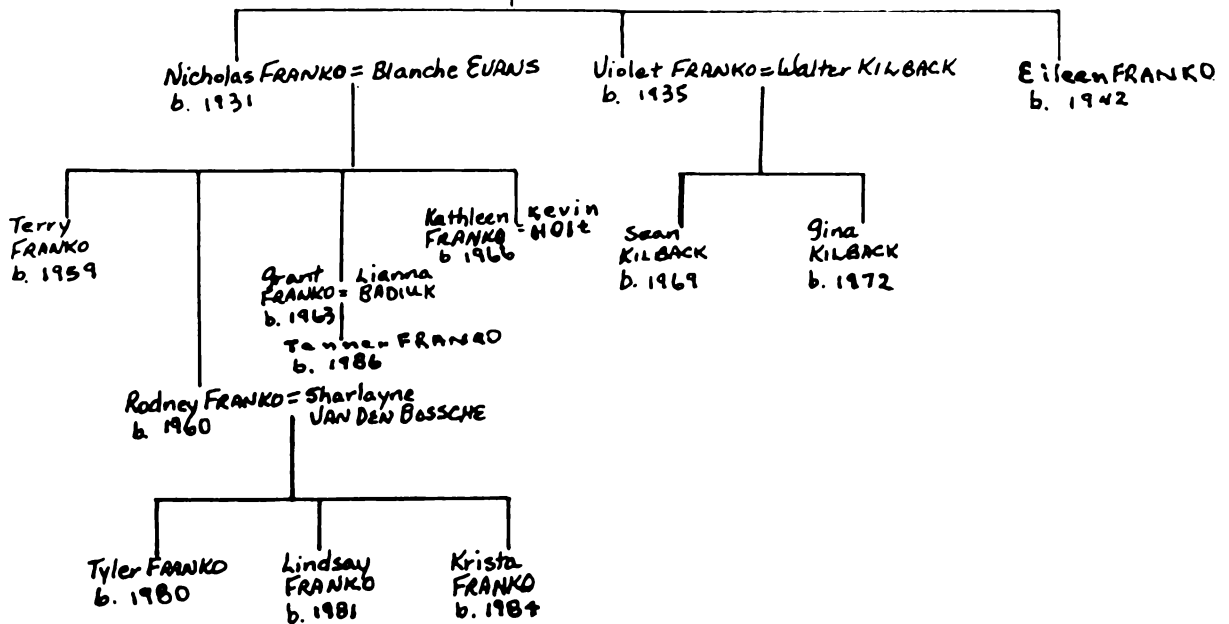 Nicholas FRANKO = Blanche EVANS
b. 1931
Violet FRANKO = Walter KILBACK
b. 1935
Eileen FRANKO
b. 1942
Terry
FRANKO
b. 1959
Kathleen = Kevin
FRANKO HOlt
b 1966
Sean
KILBACK
b. 1969
Gina
KILBACK
b. 1972
Grant Lianna
FRANKO = BADIUK
b. 1963
Tanner FRANKO
b. 1986
Rodney FRANKO = Sharlayne
b. 1960 VAN DEN BOSSCHE
Tyler FRANKO
b. 1980
Lindsay
FRANKO
b. 1981
Krista
FRANKO
b. 1984